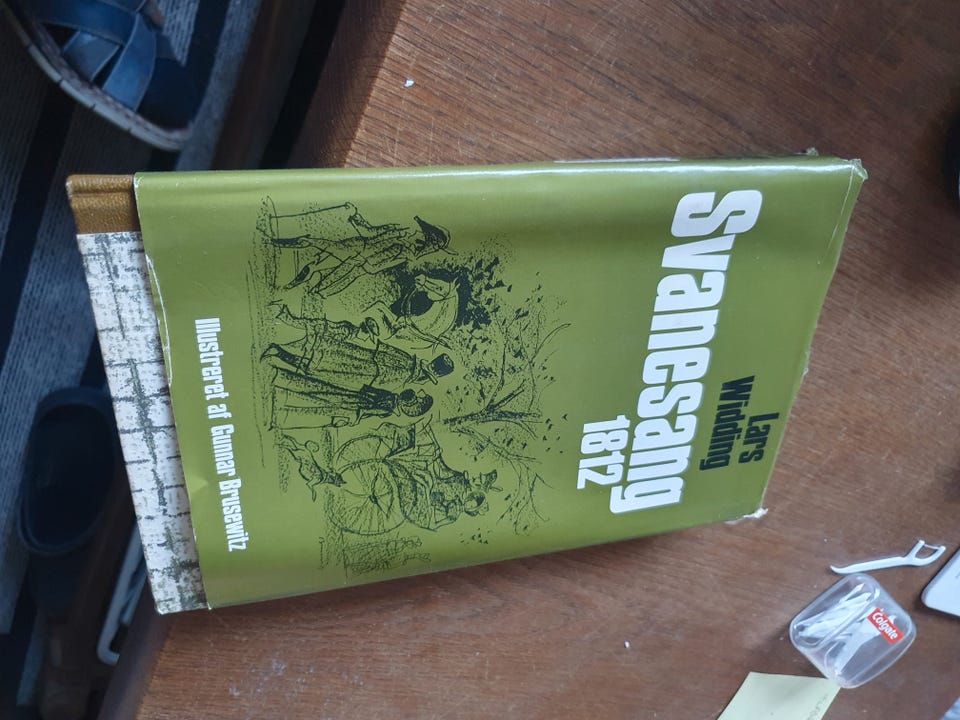 Lars
Widding
Svanesang
1812
Illustreret af Gunnar Brusewitz
Colgate